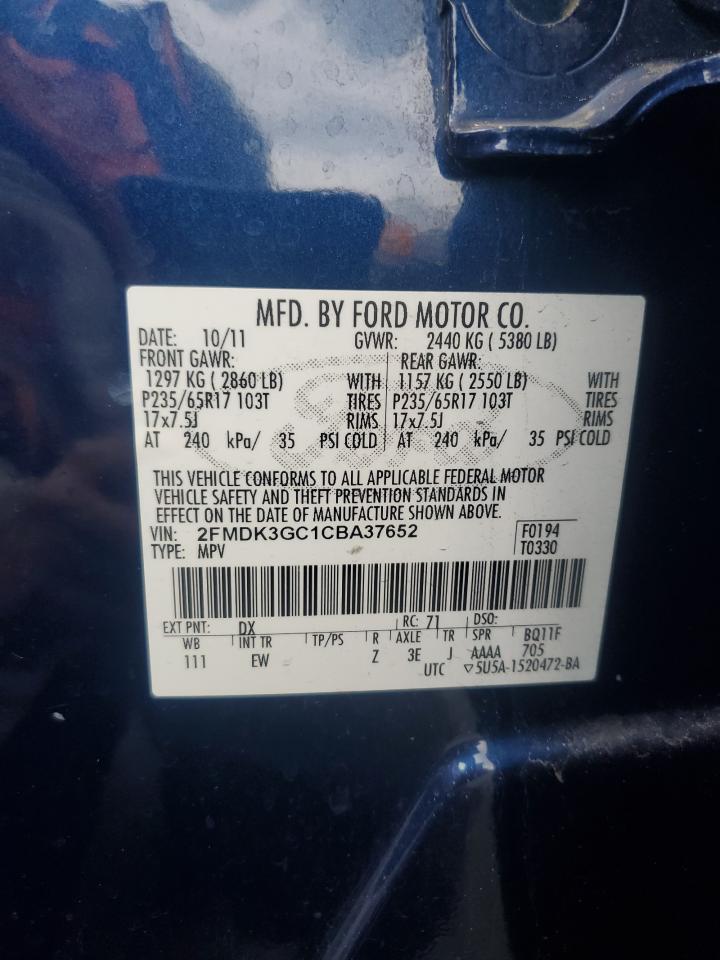 MFD. BY FORD MOTOR CO.
DATE: 10/11 GVWR: 2440 KG ( 5380 LB)
FRONT GAWR: REAR GAWR:
1297 KG ( 2860 LB) WITH 1157 KG ( 2550 LB) WITH
P235/65R17 103T TIRES P235/65R17 103T TIRES
17x7.5J RIMS 17x7.5J RIMS
AT 240 kPa/ 35 PSI COLD AT 240 kPa/ 35 PSI COLD
THIS VEHICLE CONFORMS TO ALL APPLICABLE FEDERAL MOTOR
VEHICLE SAFETY AND THEFT PREVENTION STANDARDS IN
EFFECT ON THE DATE OF MANUFACTURE SHOWN ABOVE.
VIN: 2FMDK3GC1CBA37652 F0194
TYPE: MPV T0330
EXT PNT: DX RC: 71 DSO:
WB INT TR TP/PS R AXLE TR SPR BQ11F
111 EW Z 3E J AAAA 705
UTC ▽5U5A-1520472-BA